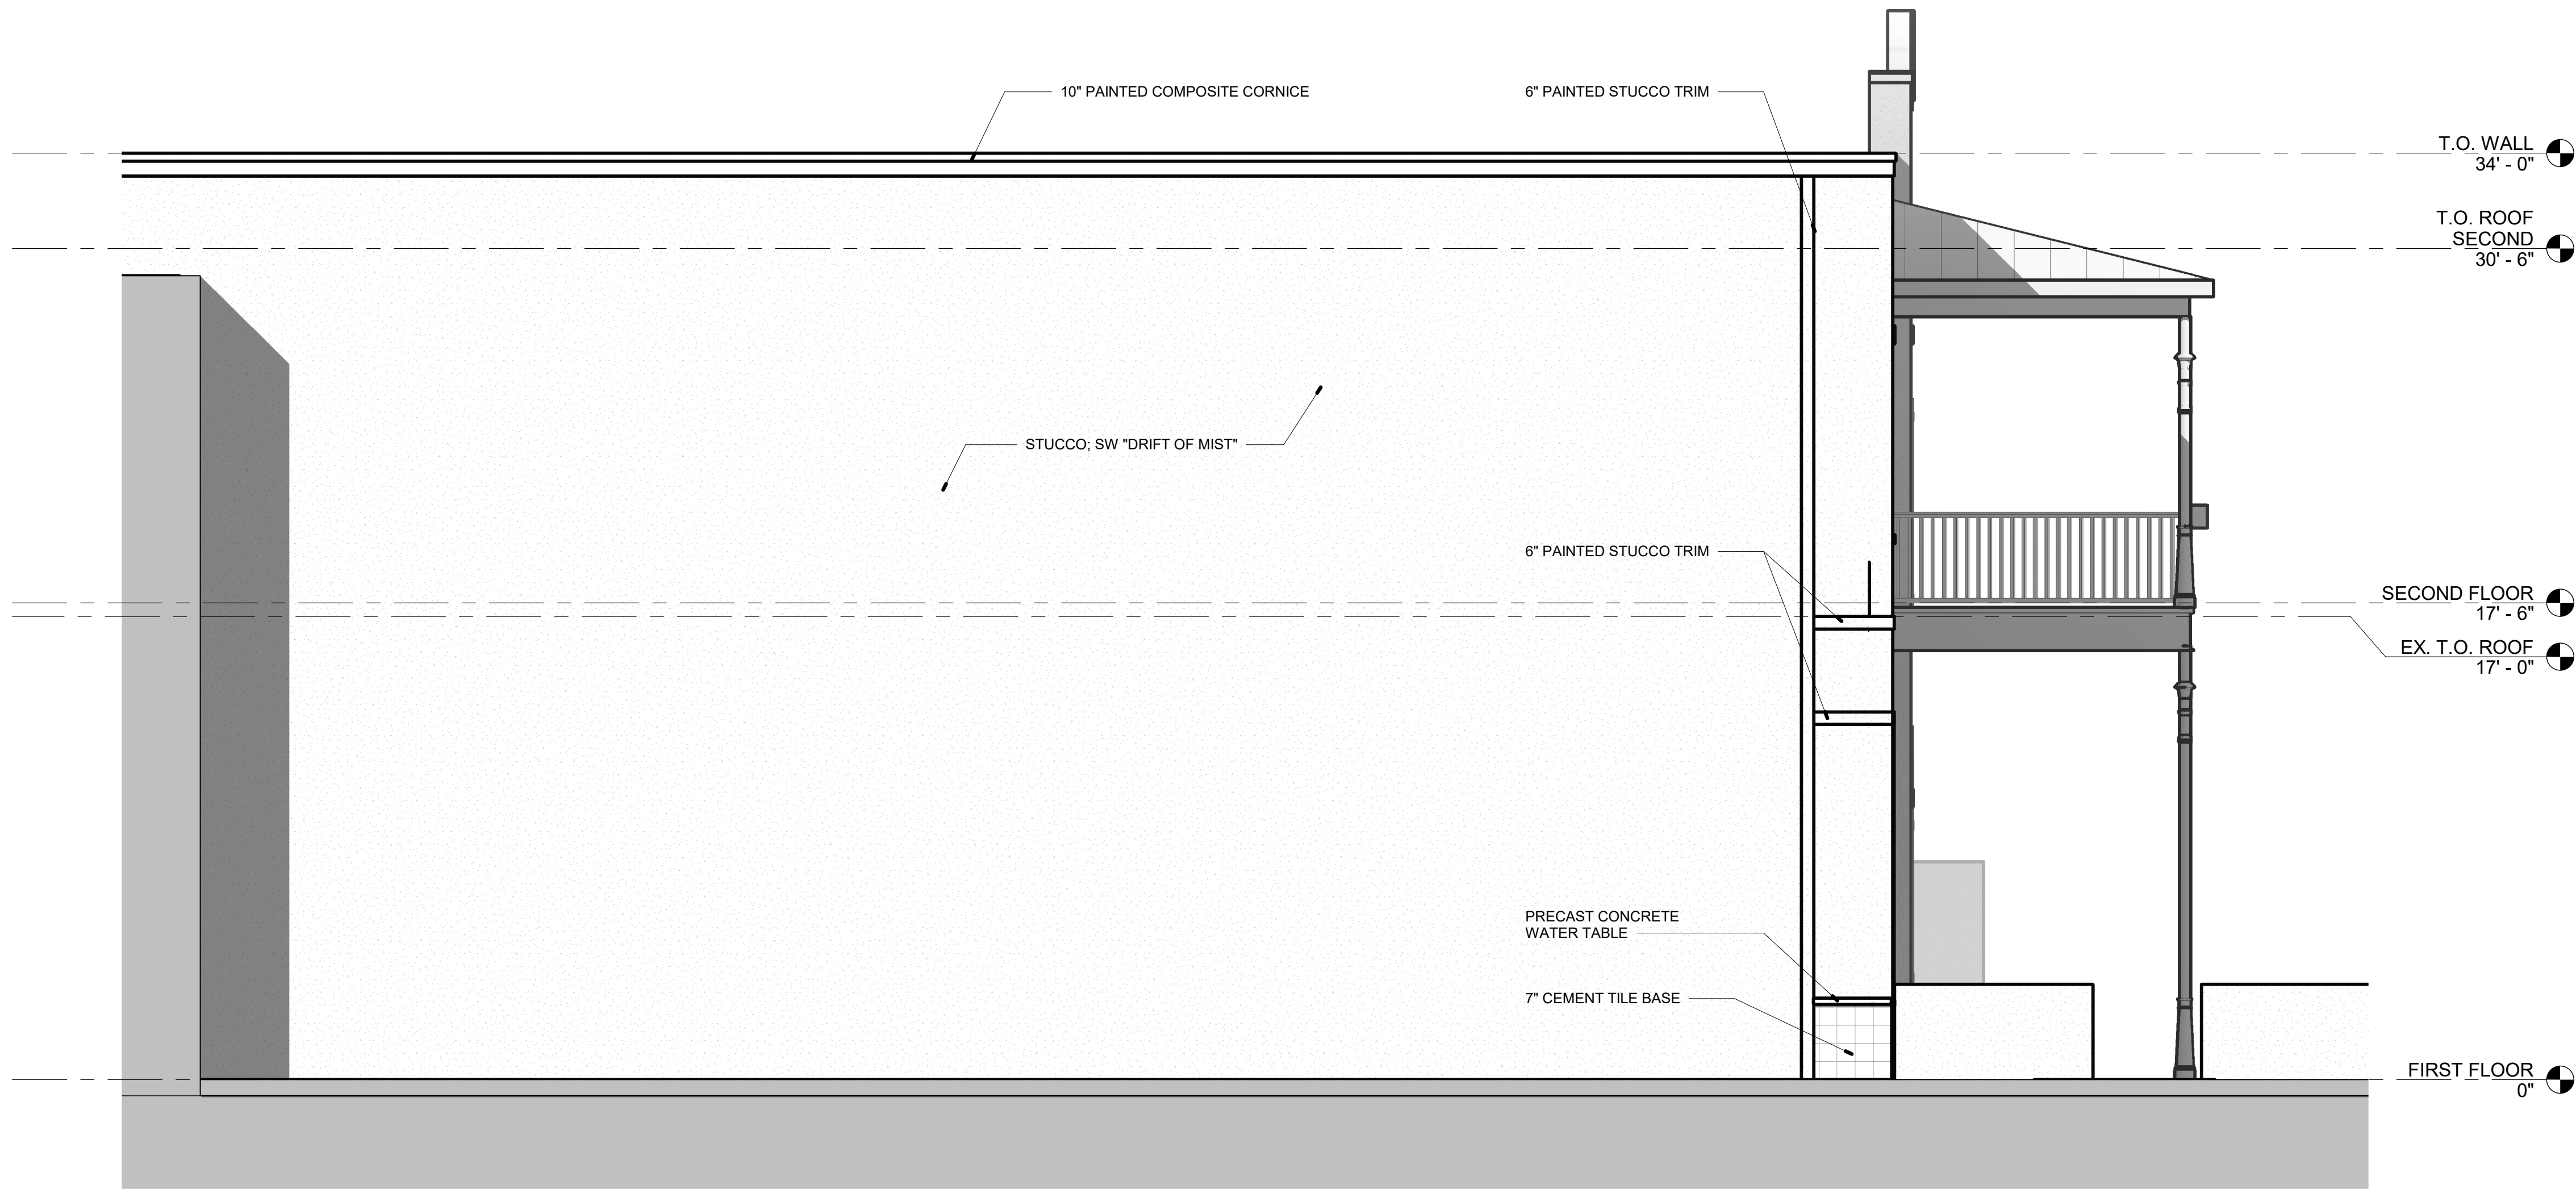 10" PAINTED COMPOSITE CORNICE
6" PAINTED STUCCO TRIM
T.O. WALL
34' - 0"
T.O. ROOF
SECOND
30' - 6"
STUCCO; SW "DRIFT OF MIST"
6" PAINTED STUCCO TRIM
SECOND FLOOR
17' - 6"
EX. T.O. ROOF
17' - 0"
PRECAST CONCRETE
WATER TABLE
7" CEMENT TILE BASE
FIRST FLOOR
0"